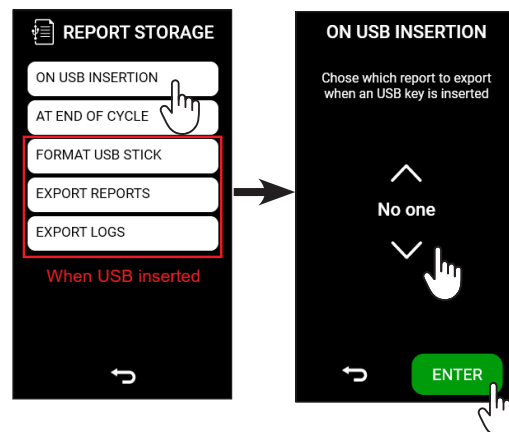 REPORT STORAGE
ON USB INSERTION
AT END OF CYCLE
FORMAT USB STICK
EXPORT REPORTS
EXPORT LOGS
When USB inserted
ON USB INSERTION
Chose which report to export
when an USB key is inserted
No one
ENTER